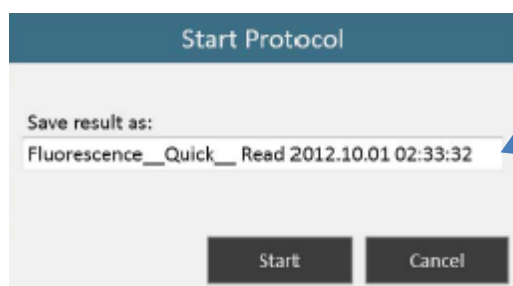 Start Protocol
Save result as:
Fluorescence__Quick__ Read 2012.10.01 02:33:32
Start Cancel